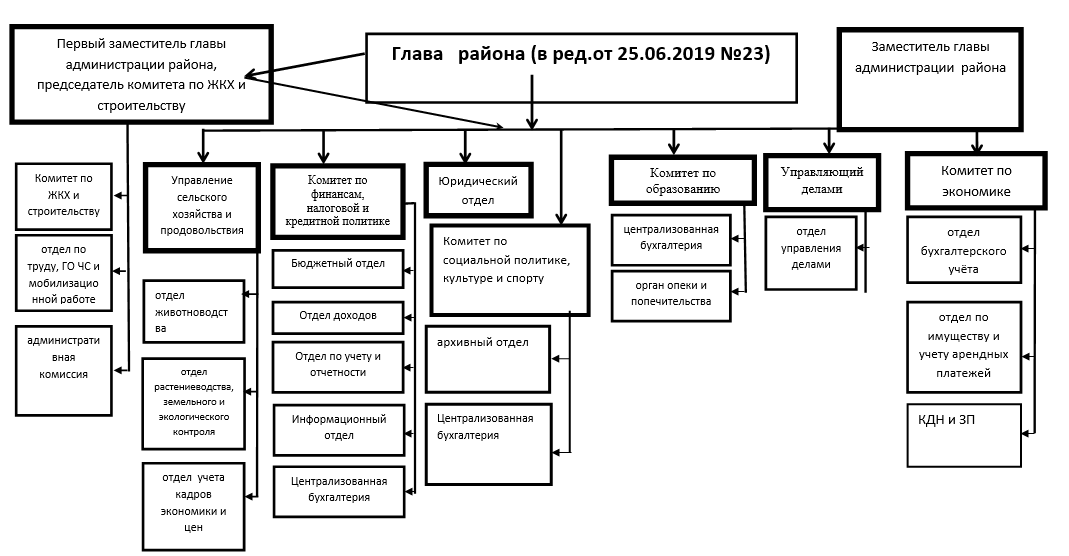 Первый заместитель главы
администрации района,
председатель комитета по ЖКХ и
строительству
Глава района (в ред.от 25.06.2019 №23)
Заместитель главы
администрации района
Комитет по
ЖКХ и
строительству
отдел по
труду, ГО ЧС и
мобилизацио
нной работе
администрати
вная
комиссия
Управление
сельского
хозяйства и
продовольствия
отдел
животноводст
ва
отдел
растениеводства,
земельного и
экологического
контроля
отдел учета
кадров
экономики и
цен
Комитет по
финансам,
налоговой и
кредитной политике
Бюджетный отдел
Отдел доходов
Отдел по учету и
отчетности
Информационный
отдел
Централизованная
бухгалтерия
Юридический
отдел
Комитет по
социальной политике,
культуре и спорту
архивный отдел
Централизованная
бухгалтерия
Комитет по
образованию
централизованная
бухгалтерия
орган опеки и
попечительства
Управляющий
делами
отдел
управления
делами
Комитет по
экономике
отдел
бухгалтерского
учёта
отдел по
имуществу и
учету арендных
платежей
КДН и ЗП